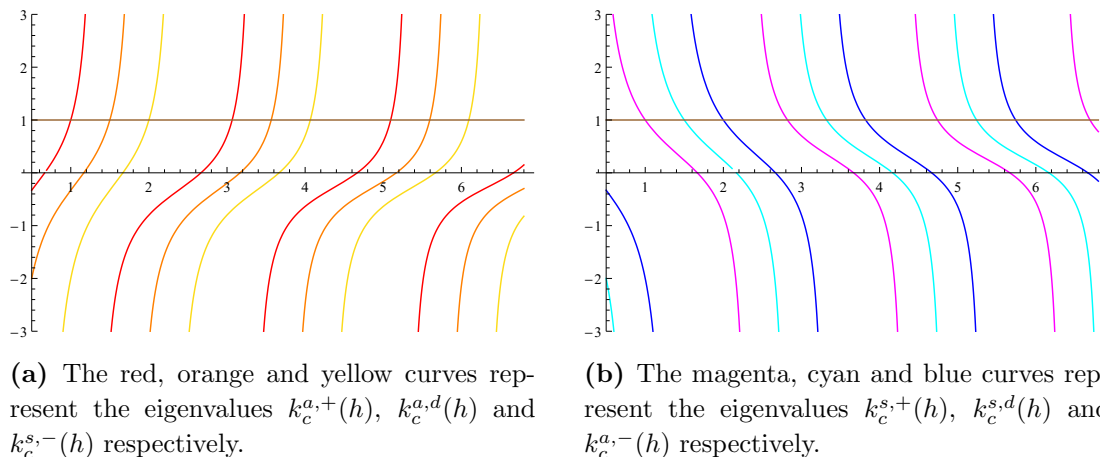 3
2
1
-1
-2
-3
1 2 3 4 5 6
3
2
1
-1
-2
-3
1 2 3 4 5 6
(a) The red, orange and yellow curves rep-
resent the eigenvalues $k_c^{a,+}(h)$, $k_c^{a,d}(h)$ and
$k_c^{s,-}(h)$ respectively.
(b) The magenta, cyan and blue curves rep
resent the eigenvalues $k_c^{s,+}(h)$, $k_c^{s,d}(h)$ and
$k_c^{a,-}(h)$ respectively.